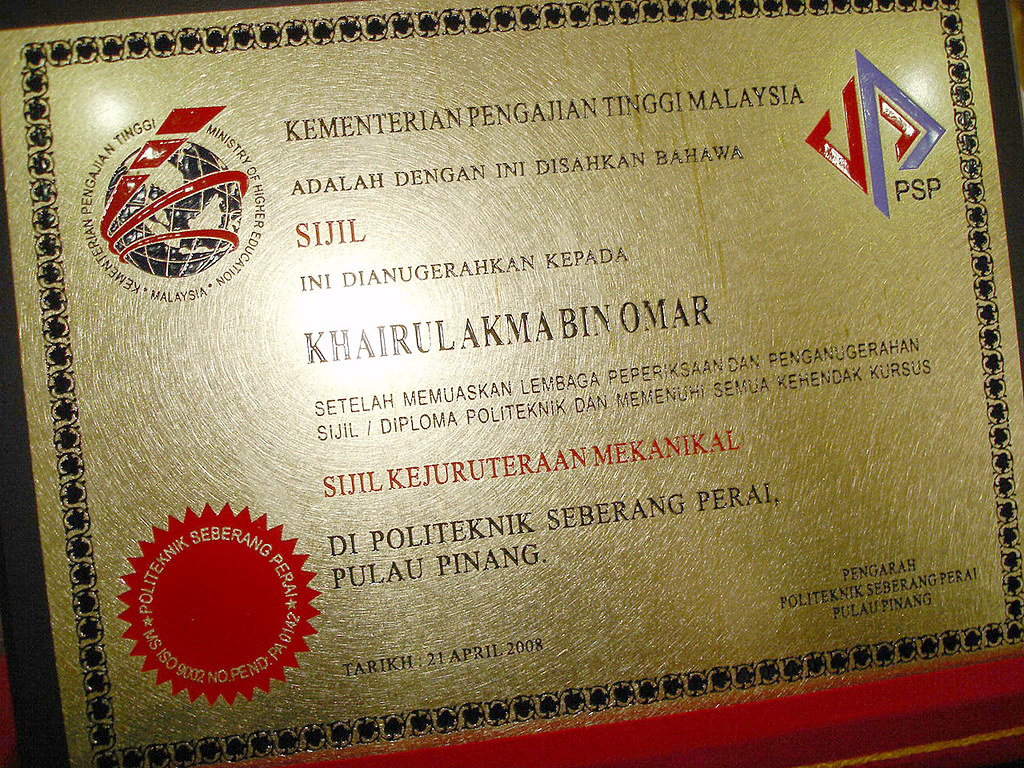 KEMENTERIAN PENGAJIAN TINGGI • MINISTRY OF HIGHER EDUCATION • MALAYSIA •
PSP
KEMENTERIAN PENGAJIAN TINGGI MALAYSIA
ADALAH DENGAN INI DISAHKAN BAHAWA
SIJIL
INI DIANUGERAHKAN KEPADA
KHAIRUL AKMA BIN OMAR
SETELAH MEMUASKAN LEMBAGA PEPERIKSAAN DAN PENGANUGERAHAN
SIJIL / DIPLOMA POLITEKNIK DAN MEMENUHI SEMUA KEHENDAK KURSUS
SIJIL KEJURUTERAAN MEKANIKAL
DI POLITEKNIK SEBERANG PERAI,
PULAU PINANG.
POLITEKNIK SEBERANG PERAI
MS ISO 9002 NO. PEND: PA 0142
TARIKH : 21 APRIL 2008
PENGARAH
POLITEKNIK SEBERANG PERAI
PULAU PINANG